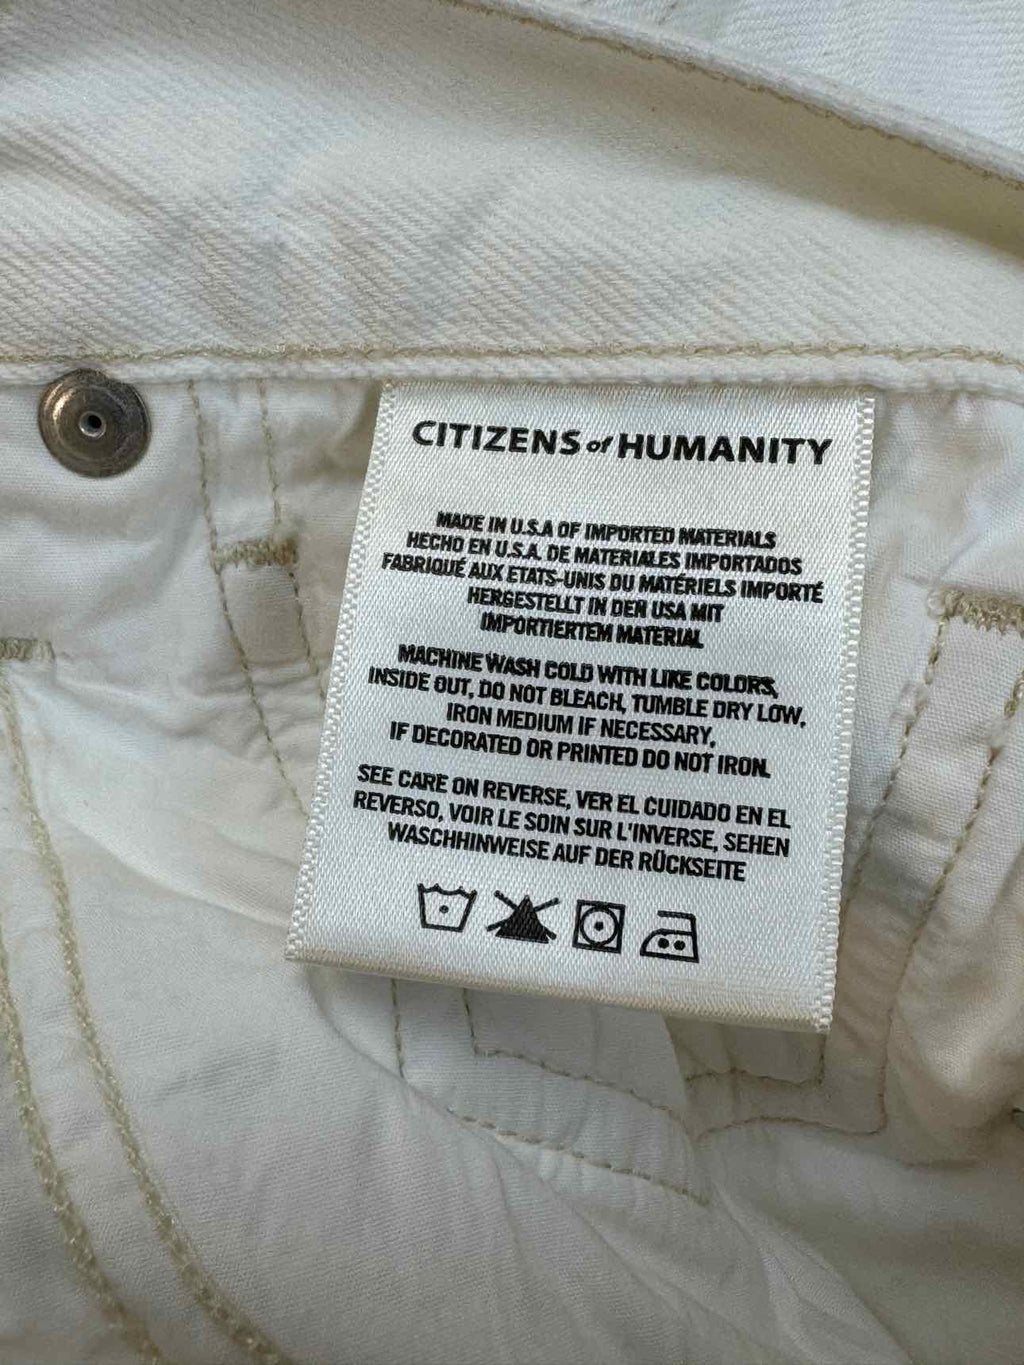 CITIZENS of HUMANITY
MADE IN U.S.A OF IMPORTED MATERIALS
HECHO EN U.S.A. DE MATERIALES IMPORTADOS
FABRIQUÉ AUX ETATS-UNIS DU MATÉRIELS IMPORTÉ
HERGESTELLT IN DEN USA MIT
IMPORTIERTEM MATERIAL
MACHINE WASH COLD WITH LIKE COLORS,
INSIDE OUT, DO NOT BLEACH, TUMBLE DRY LOW,
IRON MEDIUM IF NECESSARY,
IF DECORATED OR PRINTED DO NOT IRON.
SEE CARE ON REVERSE, VER EL CUIDADO EN EL
REVERSO, VOIR LE SOIN SUR L'INVERSE, SEHEN
WASCHHINWEISE AUF DER RÜCKSEITE